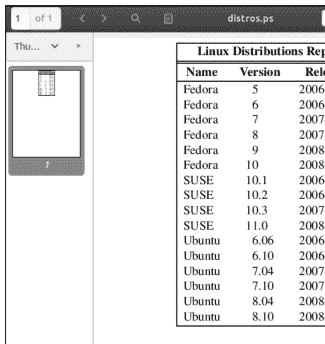 1 of 1 distros.ps
Thu...
1
Linux Distributions Rep
Name Version Rele
Fedora 5 2006
Fedora 6 2006
Fedora 7 2007
Fedora 8 2007
Fedora 9 2008
Fedora 10 2008
SUSE 10.1 2006
SUSE 10.2 2006
SUSE 10.3 2007
SUSE 11.0 2008
Ubuntu 6.06 2006
Ubuntu 6.10 2006
Ubuntu 7.04 2007
Ubuntu 7.10 2007
Ubuntu 8.04 2008
Ubuntu 8.10 2008